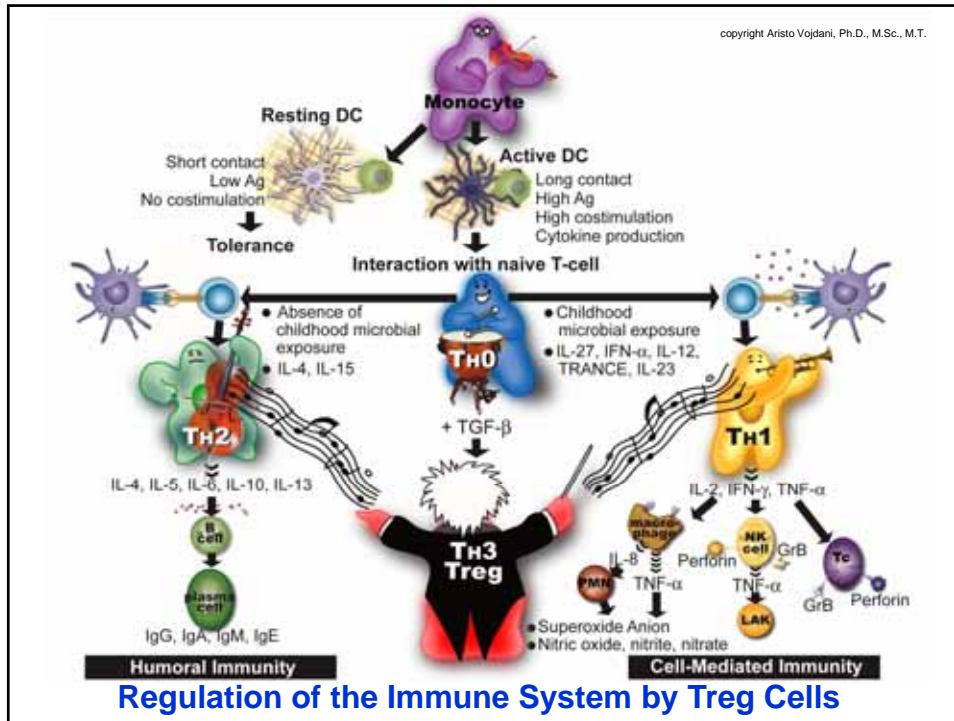 copyright Aristo Vojdani, Ph.D., M.Sc., M.T.
Monocyte
Resting DC
Short contact
Low Ag
No costimulation
Tolerance
Active DC
Long contact
High Ag
High costimulation
Cytokine production
Interaction with naive T-cell
● Absence of
childhood microbial
exposure
● IL-4, IL-15
TH0
● Childhood
microbial exposure
● IL-27, IFN-α, IL-12,
TRANCE, IL-23
TH2
+ TGF-β
TH1
IL-4, IL-5, IL-6, IL-10, IL-13
B
cell
plasma
cell
IgG, IgA, IgM, IgE
Humoral Immunity
TH3
Treg
IL-2, IFN-γ, TNF-α
macro-
phage
IL-8
PMN
TNF-α
● Superoxide Anion
● Nitric oxide, nitrite, nitrate
NK
cell
Perforin
GrB
TNF-α
LAK
Tc
GrB
Perforin
Cell-Mediated Immunity
Regulation of the Immune System by Treg Cells